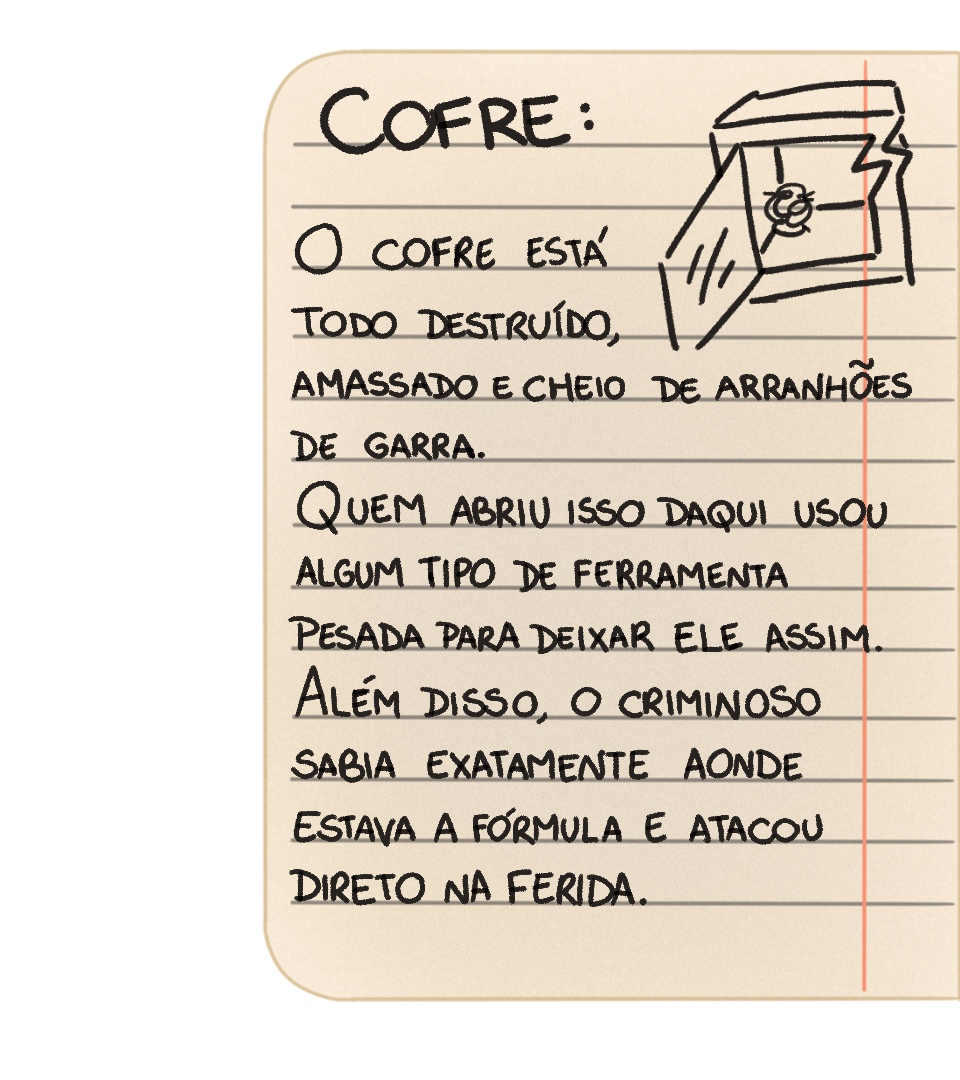 COFRE:
O COFRE ESTÁ
TODO DESTRUÍDO,
AMASSADO E CHEIO DE ARRANHÕES
DE GARRA.
QUEM ABRIU ISSO DAQUI USOU
ALGUM TIPO DE FERRAMENTA
PESADA PARA DEIXAR ELE ASSIM.
ALÉM DISSO, O CRIMINOSO
SABIA EXATAMENTE AONDE
ESTAVA A FÓRMULA E ATACOU
DIRETO NA FERIDA.